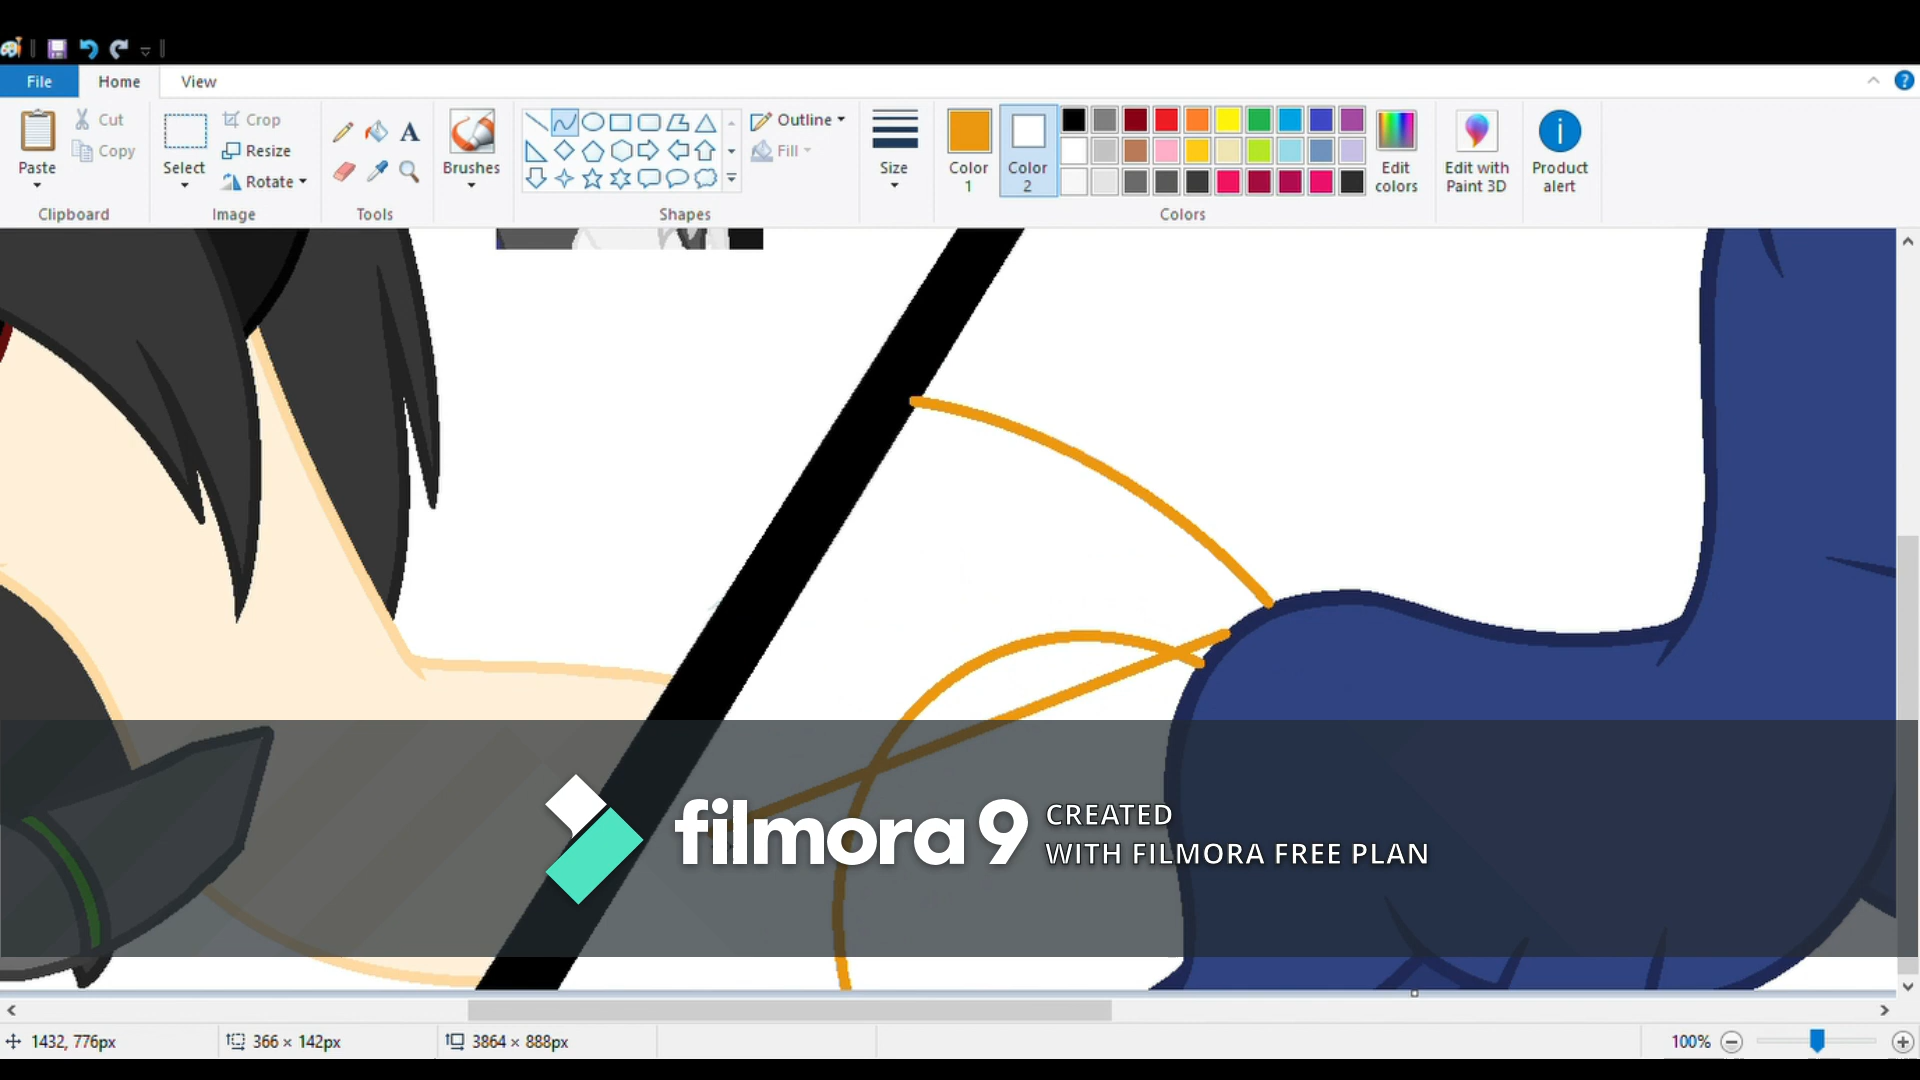 File Home View
Paste Cut Copy Clipboard
Select Crop Resize Rotate Image
A
Tools
Brushes
Shapes
Outline Fill
Size
Color 1
Color 2
Edit colors
Colors
Edit with Paint 3D
Product alert
filmora9
CREATED
WITH FILMORA FREE PLAN
1432, 776px 366 × 142px 3864 × 888px 100%